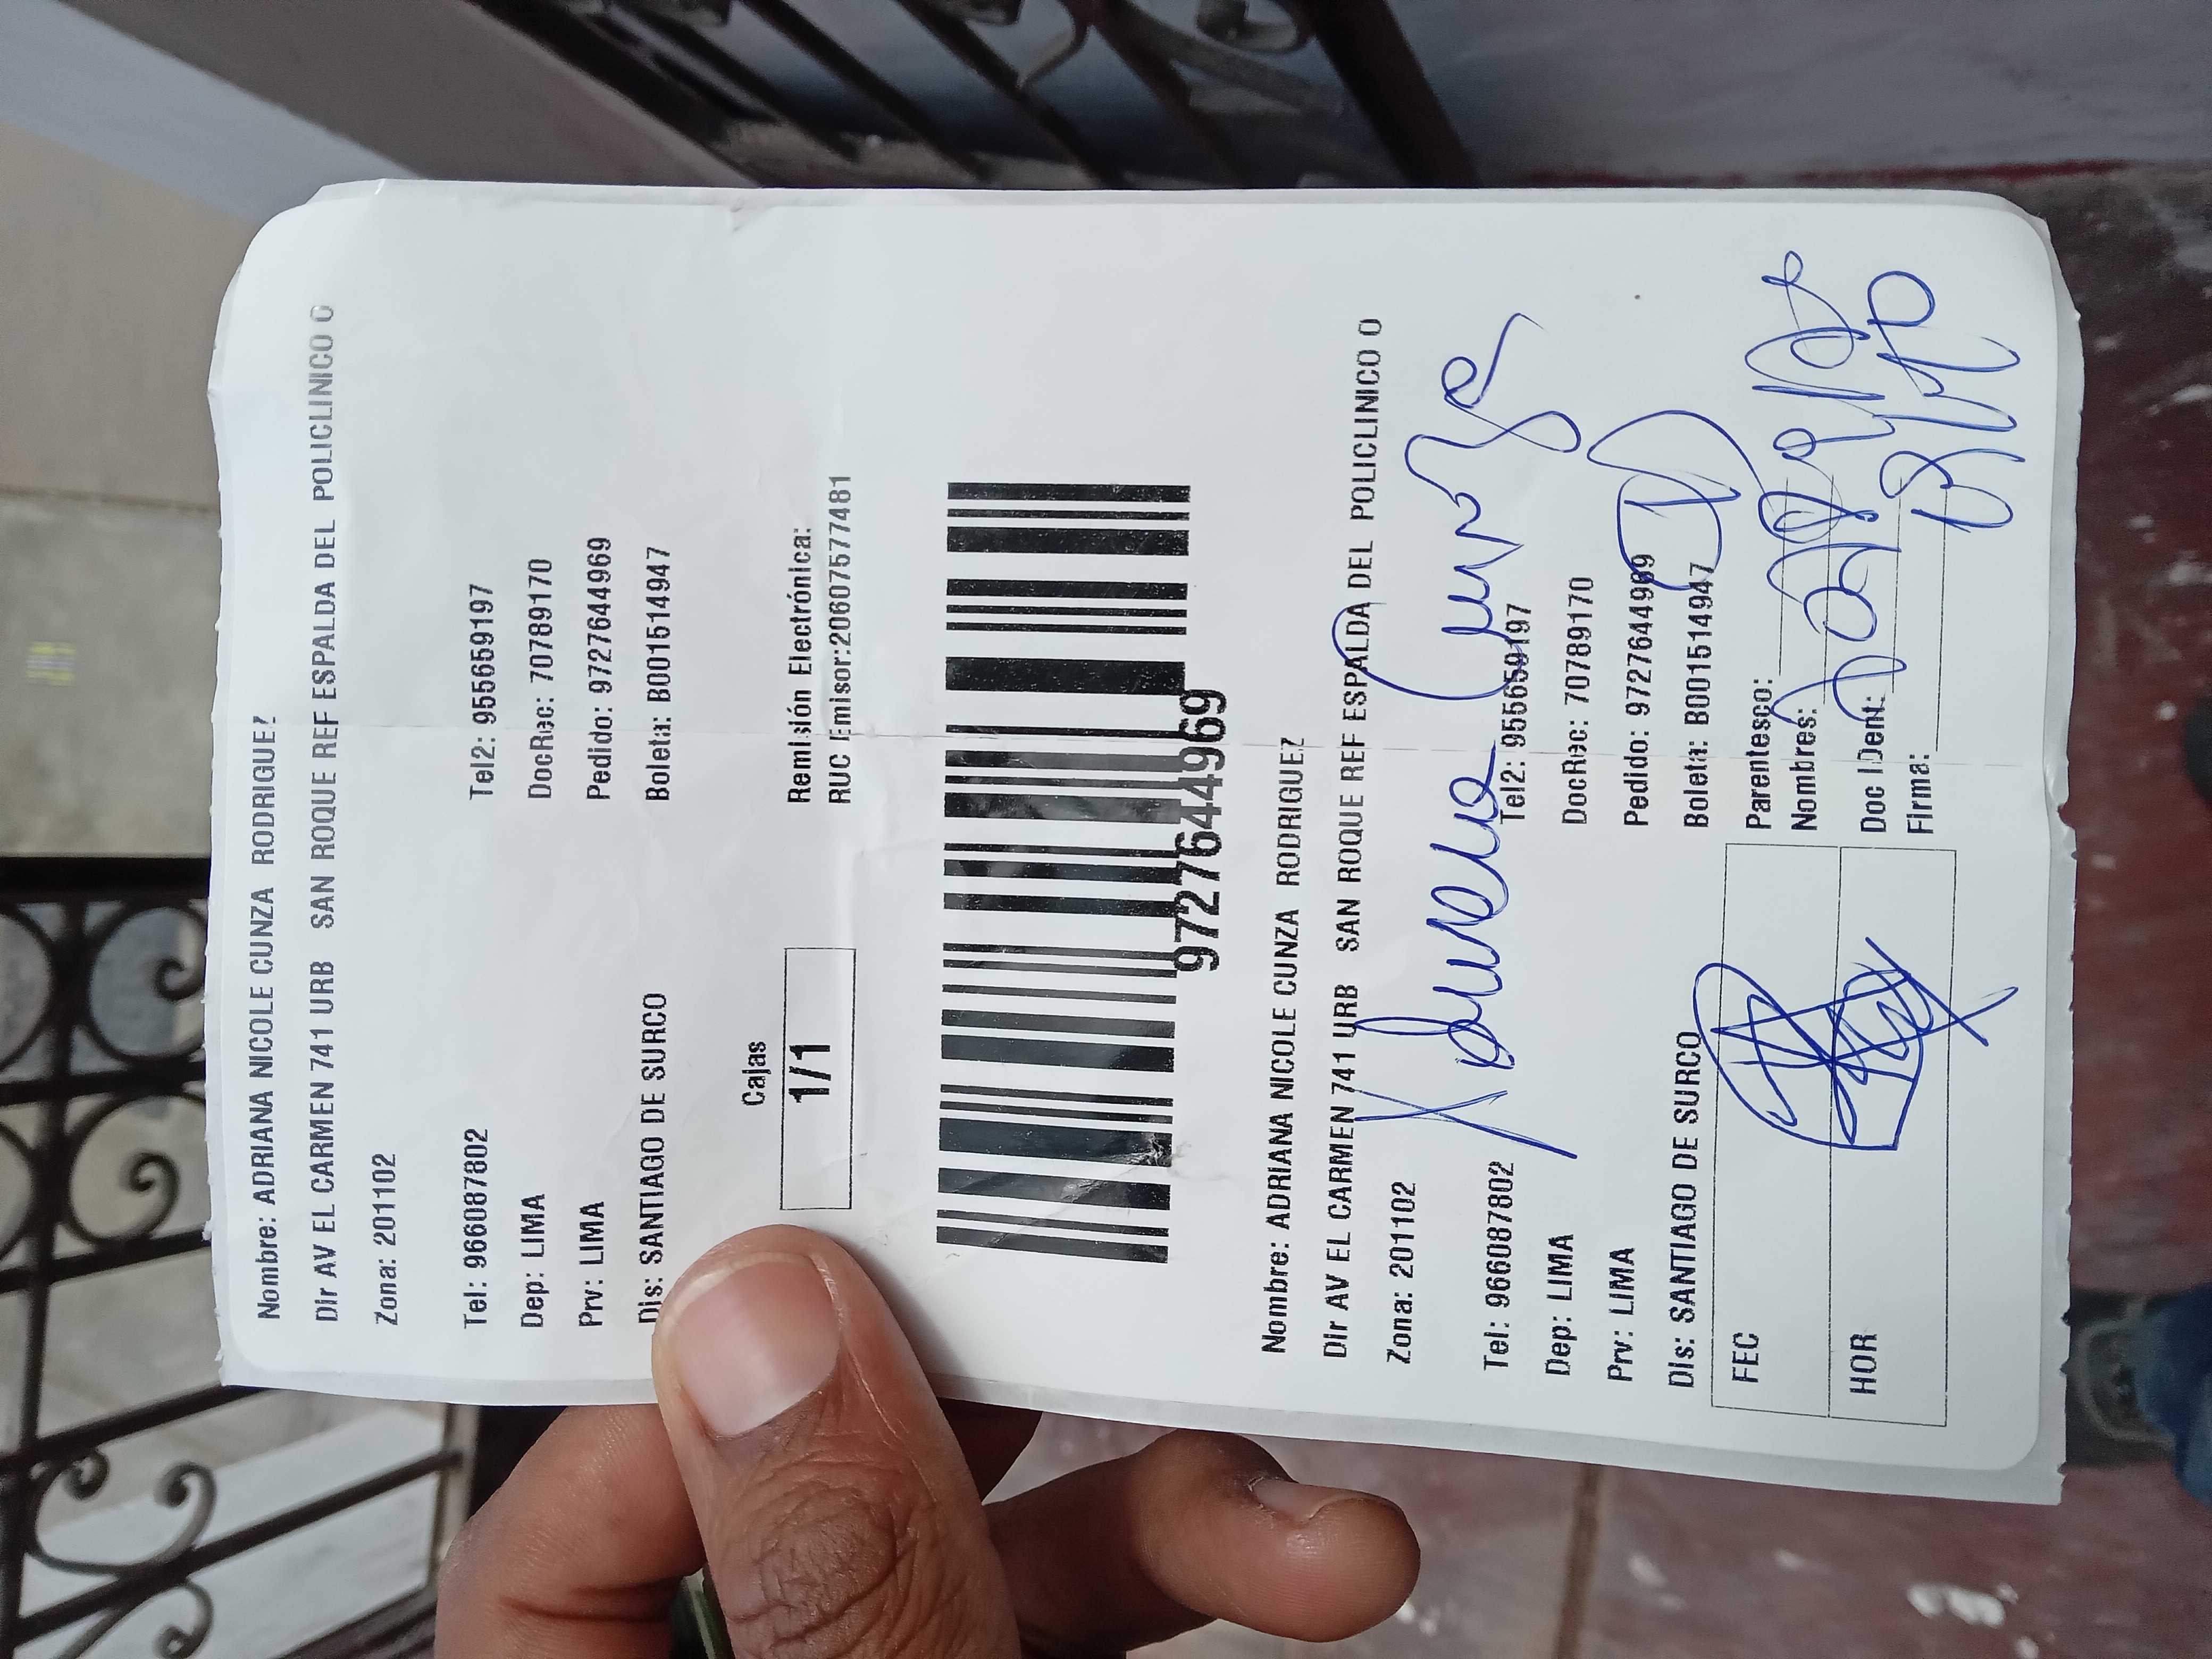 Nombre: ADRIANA NICOLE CUNZA RODRIGUEZ
Dir AV EL CARMEN 741 URB SAN ROQUE REF ESPALDA DEL POLICLINICO O
Zona: 201102
Tel: 966087802 Tel2: 955659197
Dep: LIMA DocRec: 70789170
Prv: LIMA Pedido: 97277644969
Dis: SANTIAGO DE SURCO Boleta: B001514947
Cajas
1/1
Remisión Electrónica:
RUC Emisor:20607577481
97277644969
Nombre: ADRIANA NICOLE CUNZA RODRIGUEZ
Dir AV EL CARMEN 741 URB SAN ROQUE REF ESPALDA DEL POLICLINICO O
Zona: 201102
Cunza
Tel: 966087802 Tel2: 955659197
Dep: LIMA DocRec: 70789170
Prv: LIMA Pedido: 97277644969
Dis: SANTIAGO DE SURCO Boleta: B001514947
FEC
HOR
Parentesco:
Nombres:
Doc IDent:
Firma: